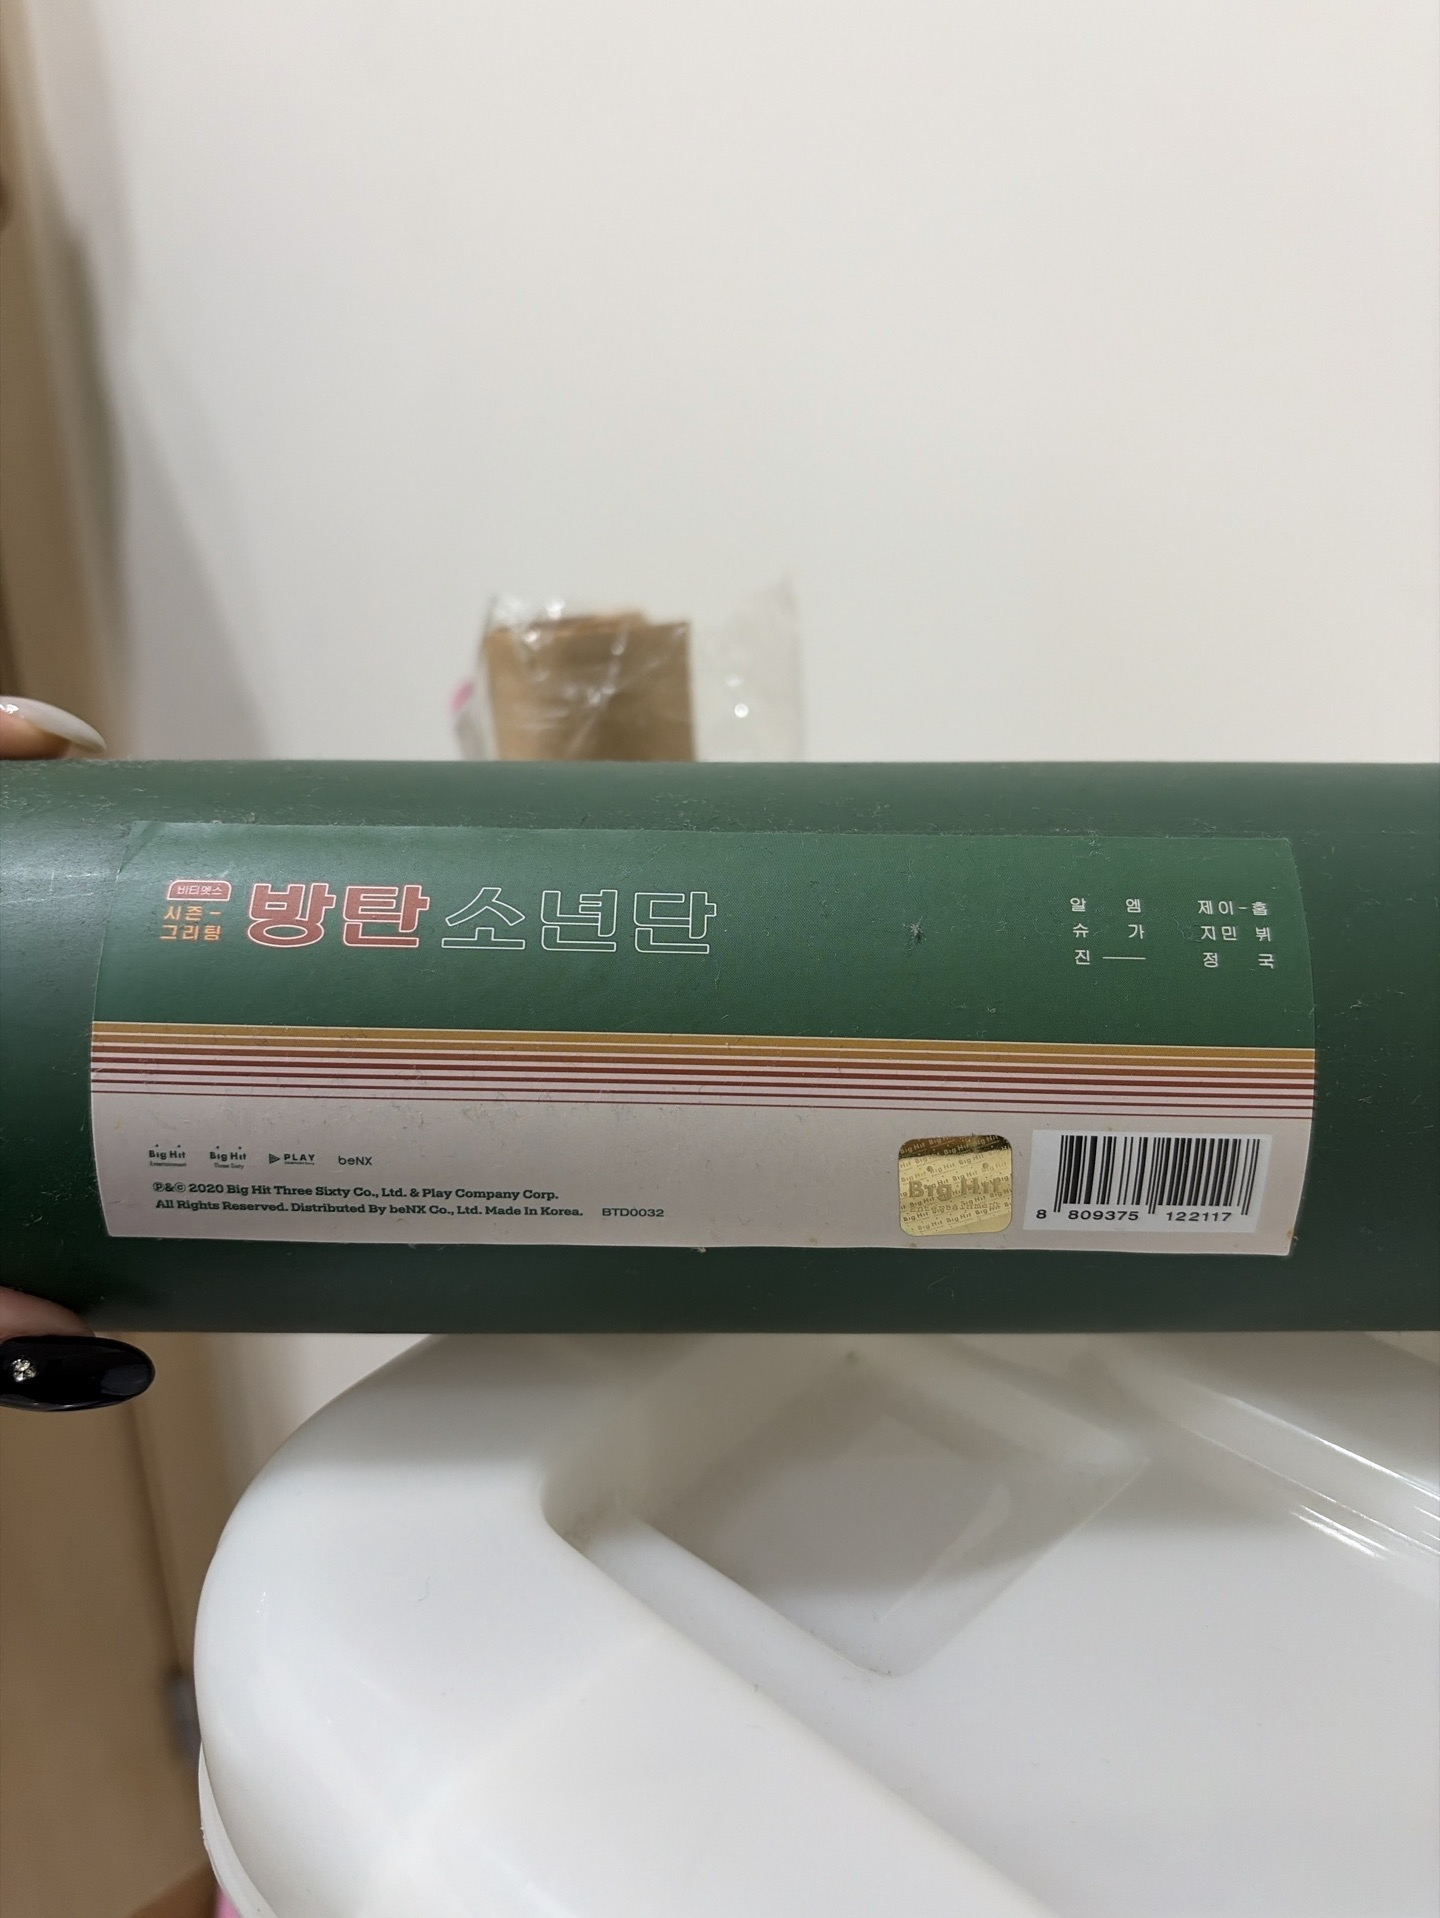 비티엣스
시즌-
그리팅
방탄소년단
알 엠 제이-홉
슈 가 지민 뷔
진 정 국
Big Hit Entertainment
Big Hit Three Sixty
PLAY
beNX
℗&© 2020 Big Hit Three Sixty Co., Ltd. & Play Company Corp.
All Rights Reserved. Distributed By beNX Co., Ltd. Made In Korea. BTD0032
Big Hit
8 809375 122117